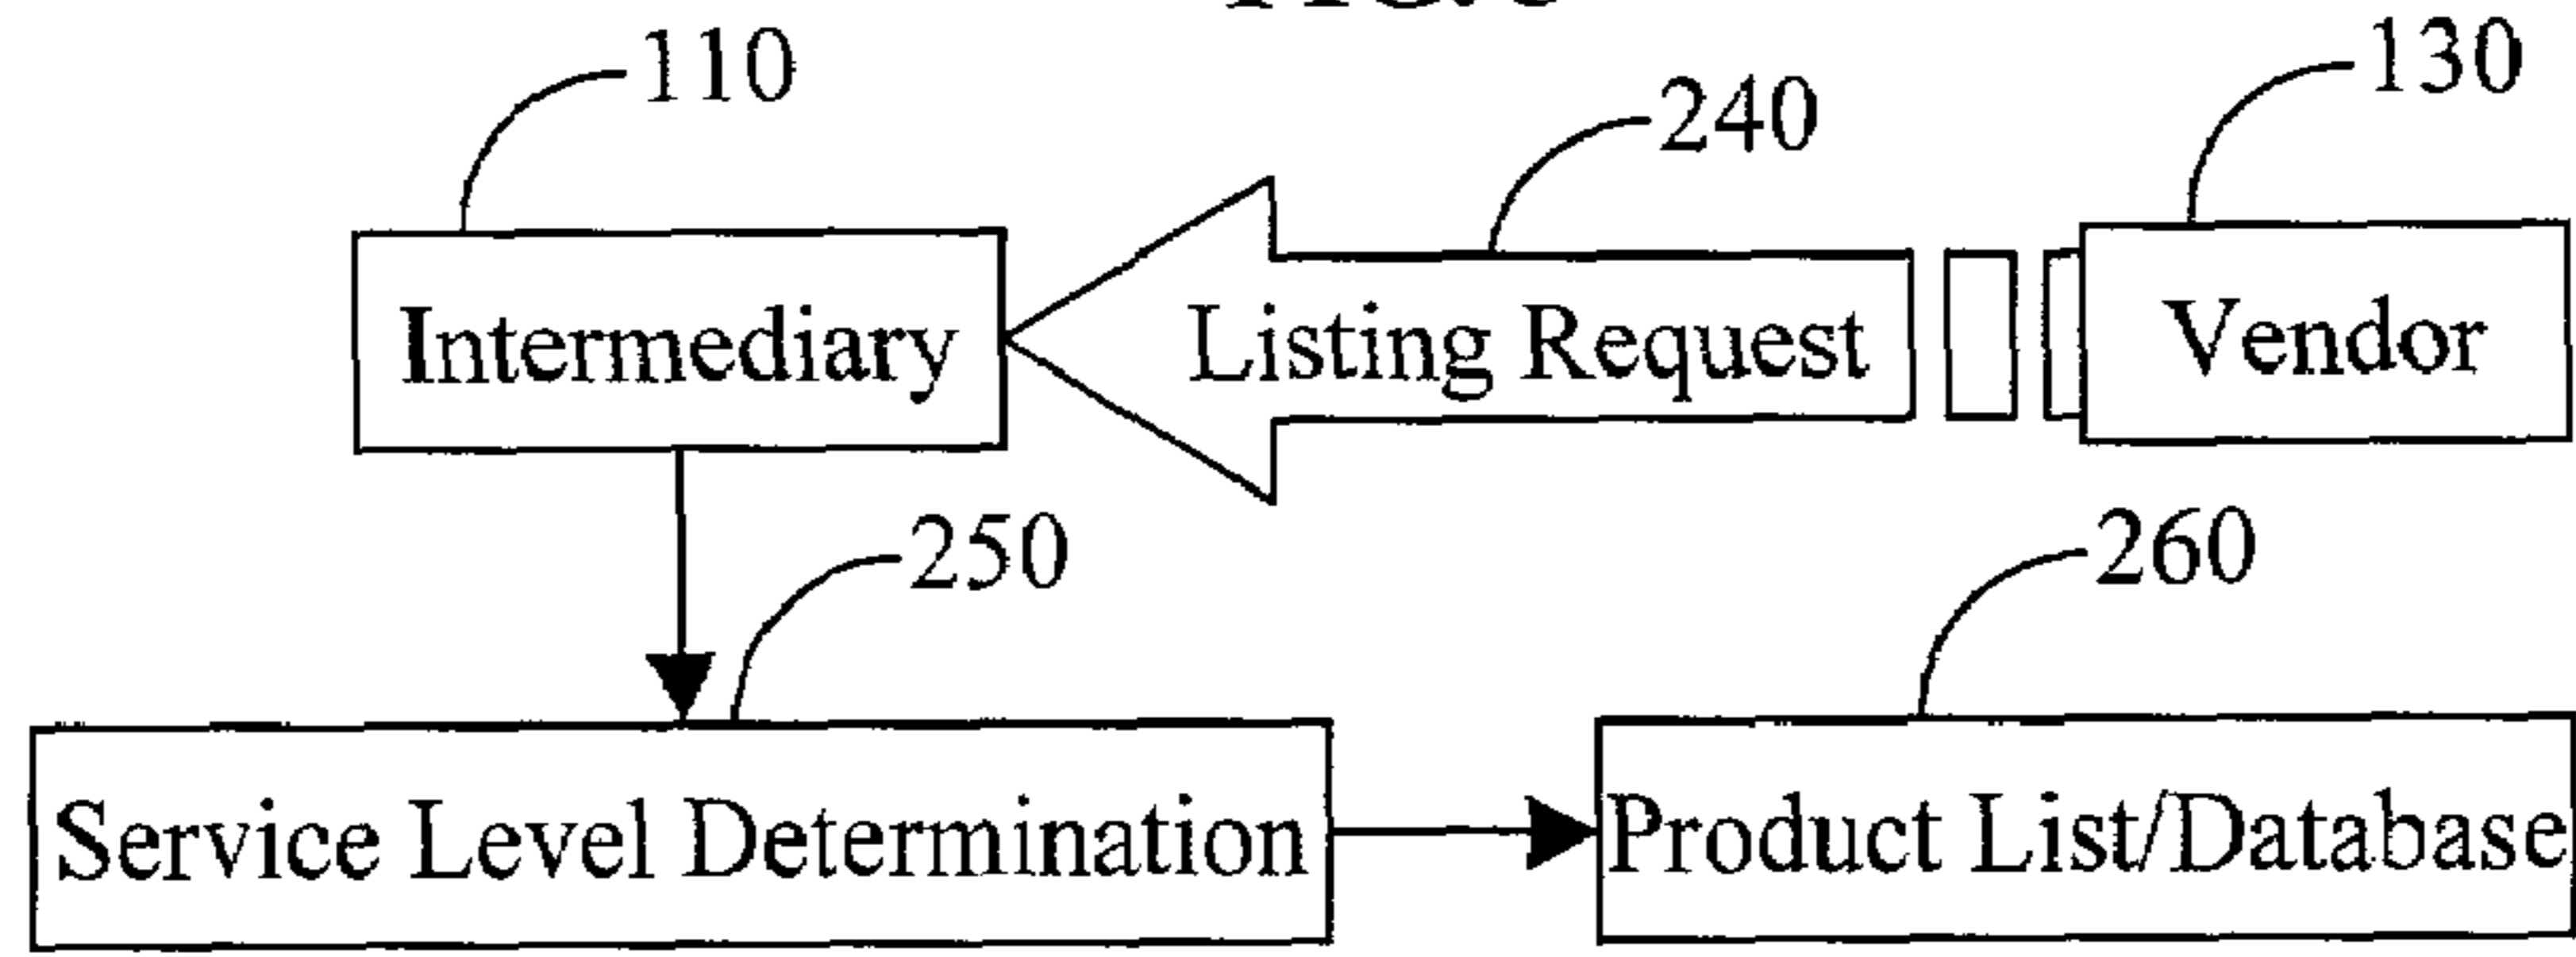 110
130
240
Intermediary
Listing Request
Vendor
250
260
Service Level Determination
Product List/Database